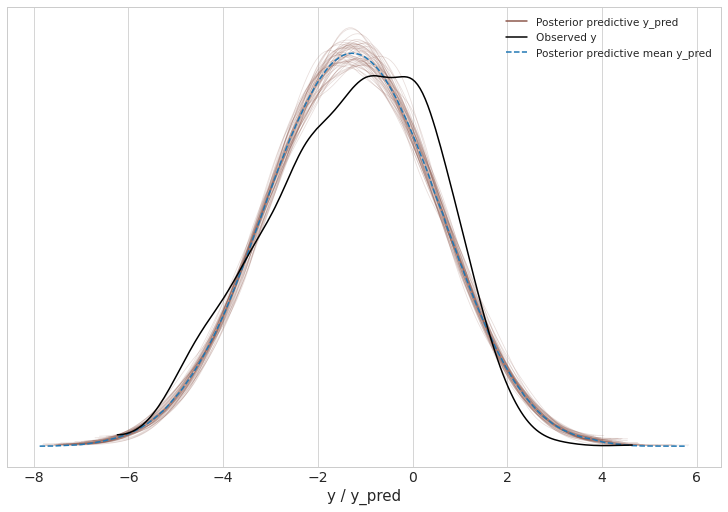 Posterior predictive y_pred
Observed y
Posterior predictive mean y_pred
−8 −6 −4 −2 0 2 4 6
y / y_pred